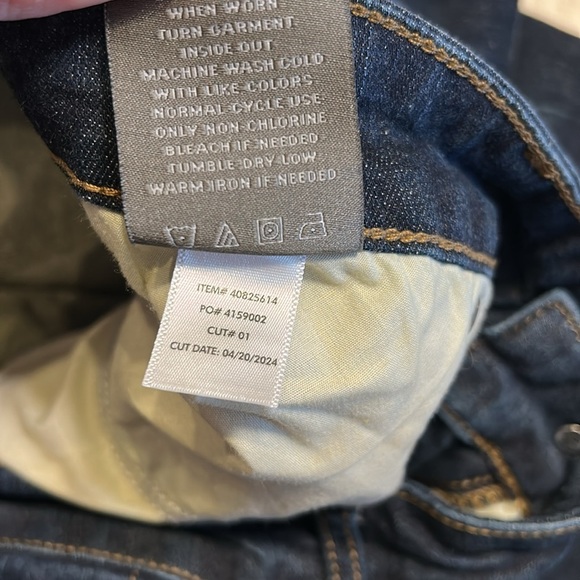 WHEN WORN
TURN GARMENT
INSIDE OUT
MACHINE WASH COLD
WITH LIKE COLORS
NORMAL CYCLE USE
ONLY NON-CHLORINE
BLEACH IF NEEDED
TUMBLE DRY LOW
WARM IRON IF NEEDED
ITEM# 40825614
PO# 4159002
CUT# 01
CUT DATE: 04/20/2024